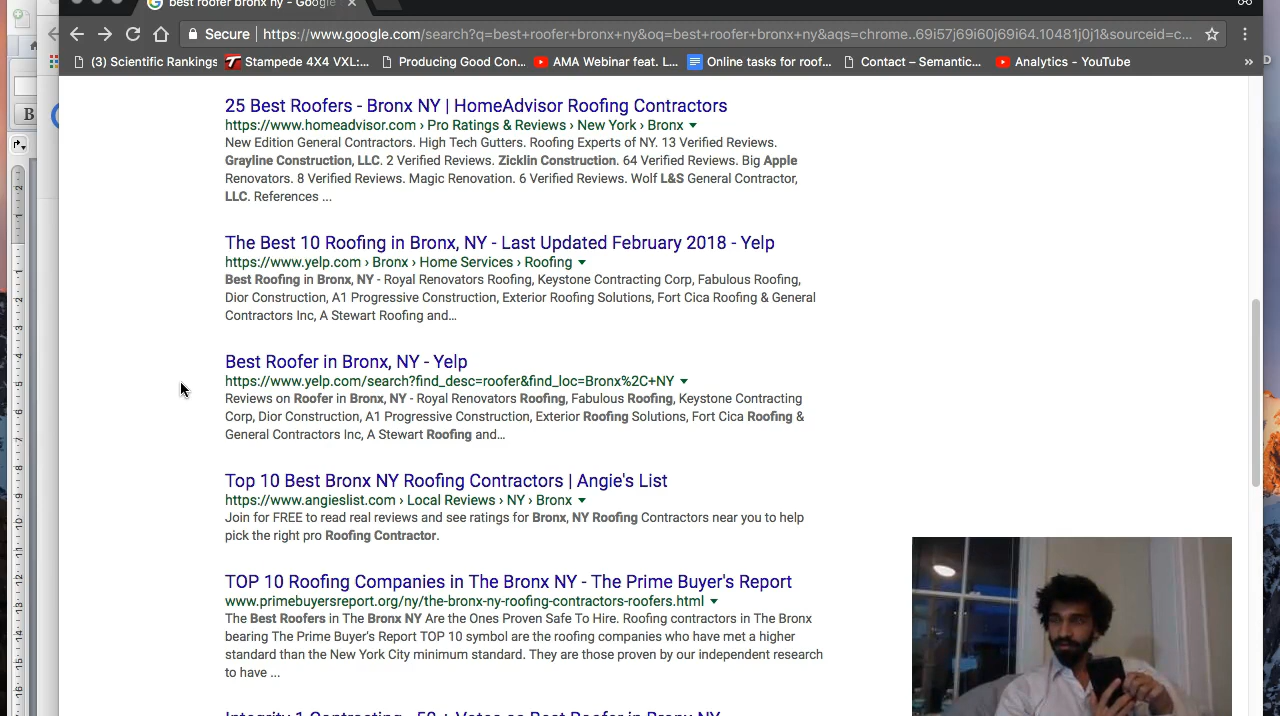 best roofer bronx ny - Google
Secure | https://www.google.com/search?q=best+roofer+bronx+ny&oq=best+roofer+bronx+ny&aqs=chrome..69i57j69i60j69i64.10481j0j1&sourceid=c...
(3) Scientific Rankings Stampede 4X4 VXL:... Producing Good Con... AMA Webinar feat. L... Online tasks for roof... Contact – Semantic... Analytics - YouTube »
B
25 Best Roofers - Bronx NY | HomeAdvisor Roofing Contractors
https://www.homeadvisor.com › Pro Ratings & Reviews › New York › Bronx
New Edition General Contractors. High Tech Gutters. Roofing Experts of NY. 13 Verified Reviews.
Grayline Construction, LLC. 2 Verified Reviews. Zicklin Construction. 64 Verified Reviews. Big Apple
Renovators. 8 Verified Reviews. Magic Renovation. 6 Verified Reviews. Wolf L&S General Contractor,
LLC. References ...
The Best 10 Roofing in Bronx, NY - Last Updated February 2018 - Yelp
https://www.yelp.com › Bronx › Home Services › Roofing
Best Roofing in Bronx, NY - Royal Renovators Roofing, Keystone Contracting Corp, Fabulous Roofing,
Dior Construction, A1 Progressive Construction, Exterior Roofing Solutions, Fort Cica Roofing & General
Contractors Inc, A Stewart Roofing and...
Best Roofer in Bronx, NY - Yelp
https://www.yelp.com/search?find_desc=roofer&find_loc=Bronx%2C+NY
Reviews on Roofer in Bronx, NY - Royal Renovators Roofing, Fabulous Roofing, Keystone Contracting
Corp, Dior Construction, A1 Progressive Construction, Exterior Roofing Solutions, Fort Cica Roofing &
General Contractors Inc, A Stewart Roofing and...
Top 10 Best Bronx NY Roofing Contractors | Angie's List
https://www.angieslist.com › Local Reviews › NY › Bronx
Join for FREE to read real reviews and see ratings for Bronx, NY Roofing Contractors near you to help
pick the right pro Roofing Contractor.
TOP 10 Roofing Companies in The Bronx NY - The Prime Buyer's Report
www.primebuyersreport.org/ny/the-bronx-ny-roofing-contractors-roofers.html
The Best Roofers in The Bronx NY Are the Ones Proven Safe To Hire. Roofing contractors in The Bronx
bearing The Prime Buyer's Report TOP 10 symbol are the roofing companies who have met a higher
standard than the New York City minimum standard. They are those proven by our independent research
to have ...
Integrity 1 Contracting - 50 + Votes as Best Roofer in Bronx NY